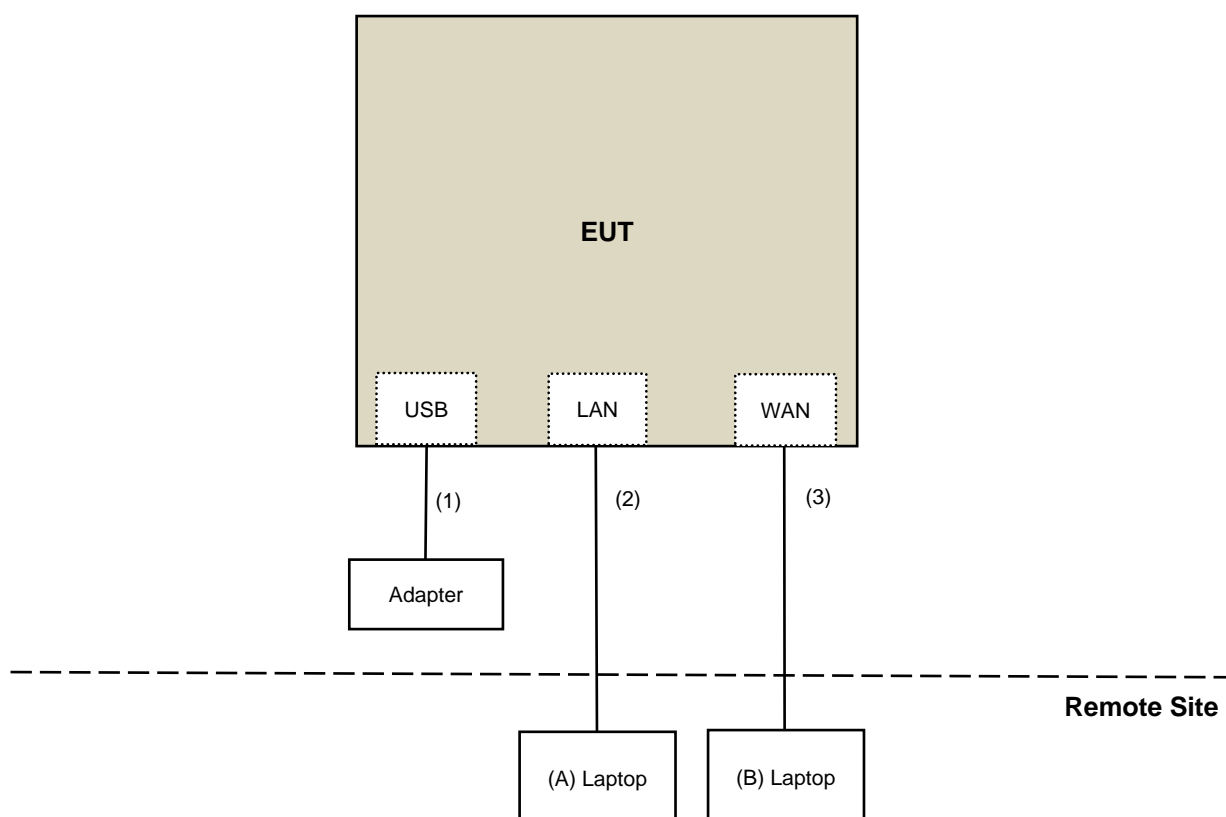 EUT
USB
LAN
WAN
(1)
(2)
(3)
Adapter
Remote Site
(A) Laptop
(B) Laptop